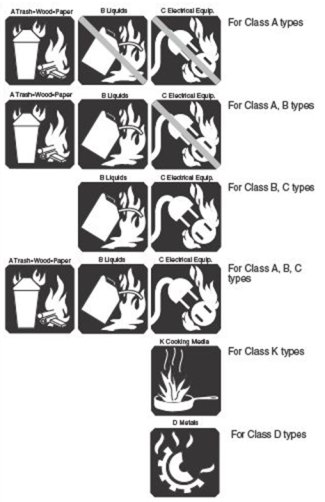 A Trash•Wood•Paper B Liquids C Electrical Equip. For Class A types
A Trash•Wood•Paper B Liquids C Electrical Equip. For Class A, B types
B Liquids C Electrical Equip. For Class B, C types
A Trash•Wood•Paper B Liquids C Electrical Equip. For Class A, B, C
types
K Cooking Media For Class K types
D Metals
For Class D types